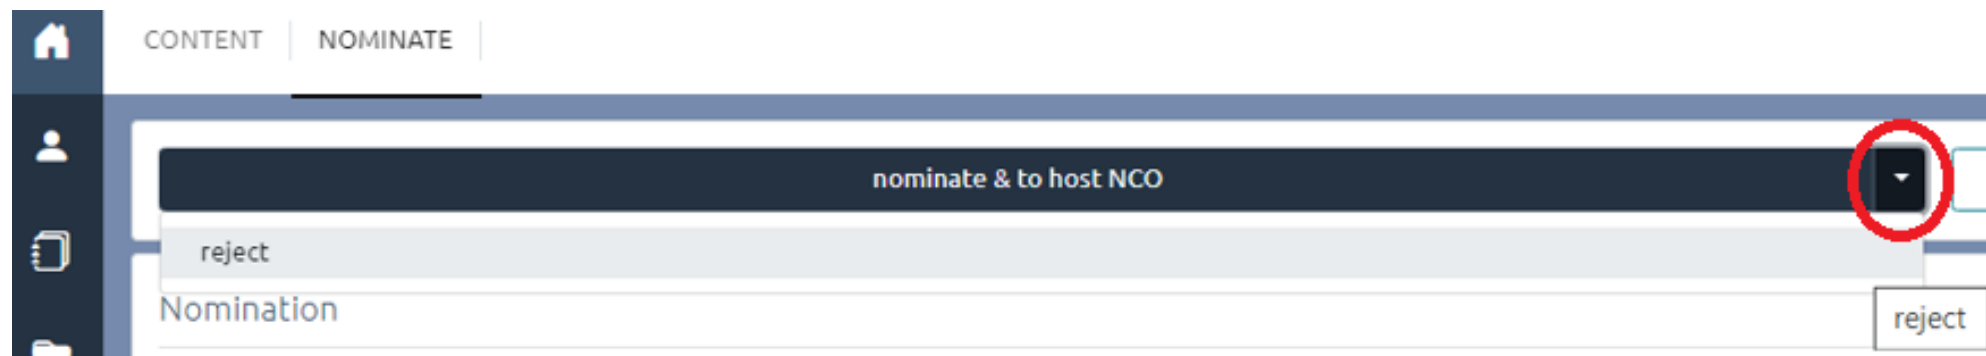 CONTENT NOMINATE
nominate & to host NCO
reject
Nomination
reject